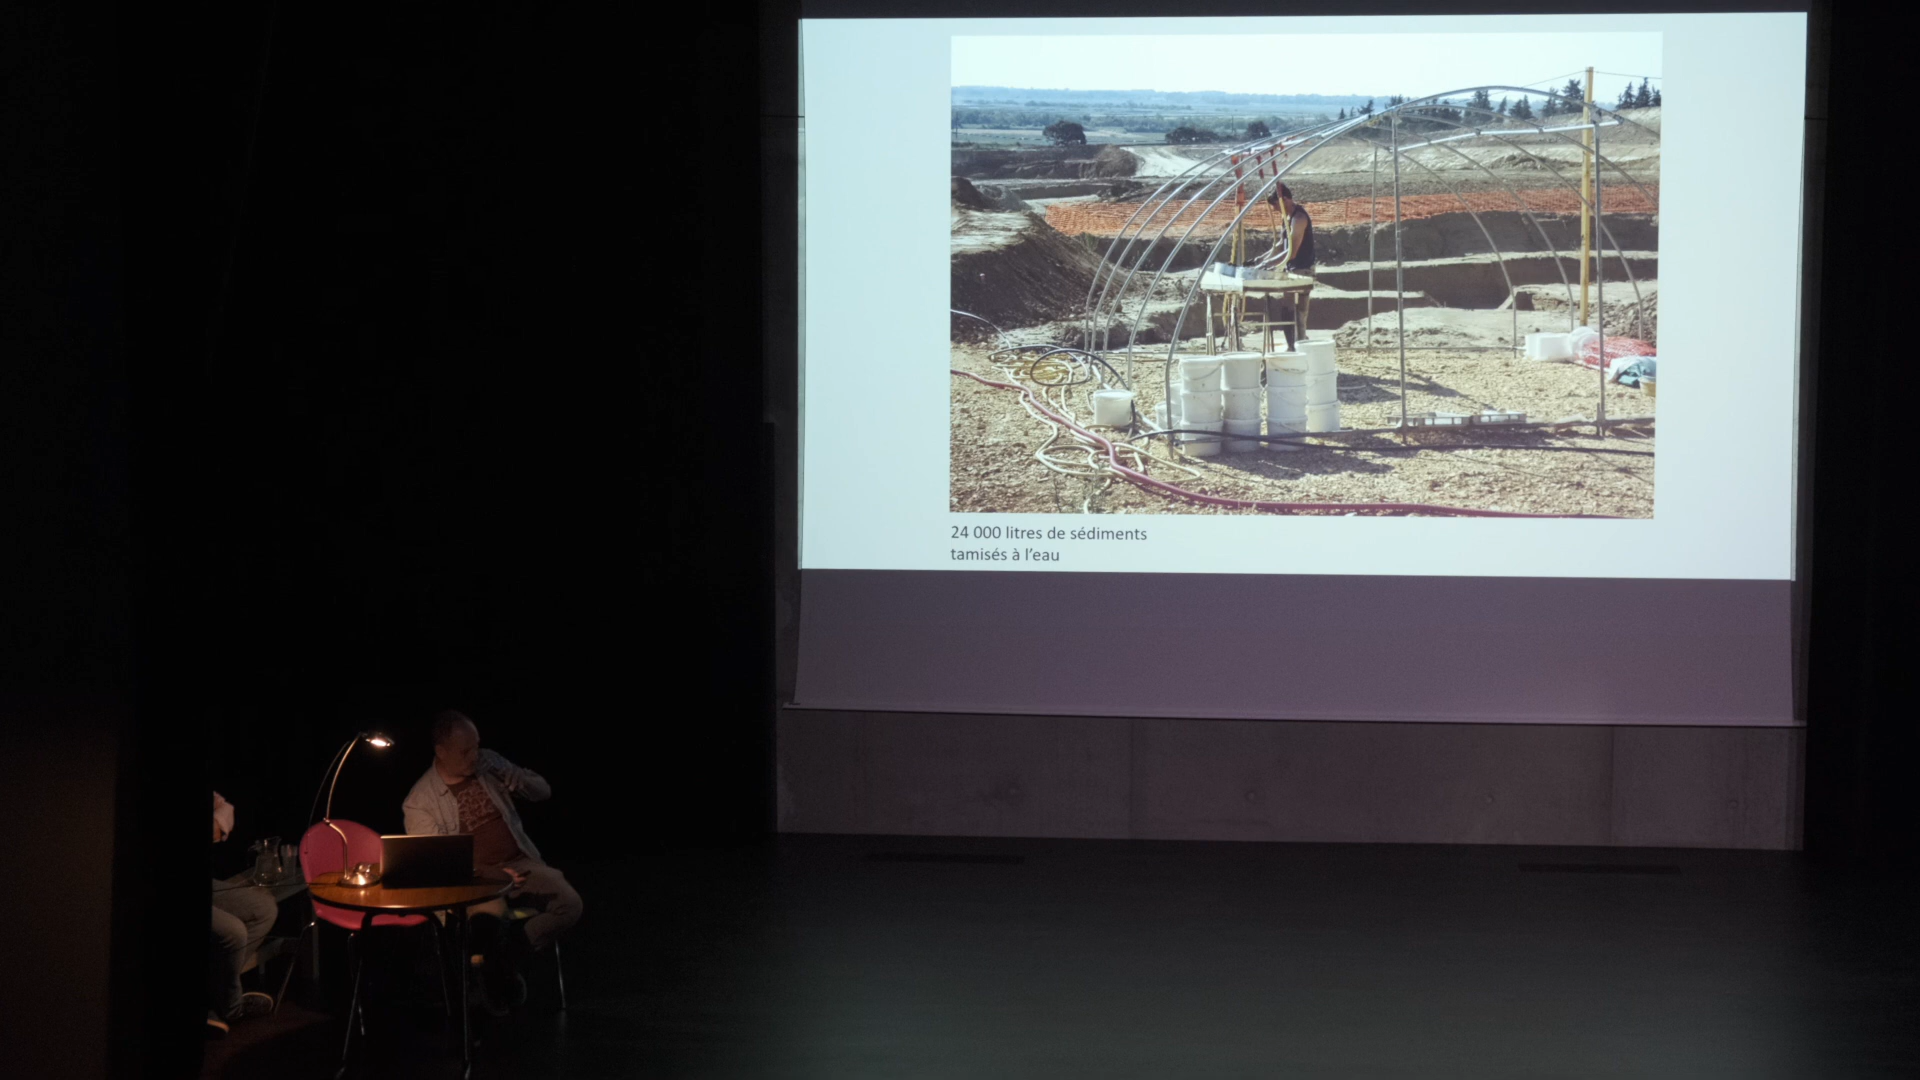 24 000 litres de sédiments
tamisés à l’eau